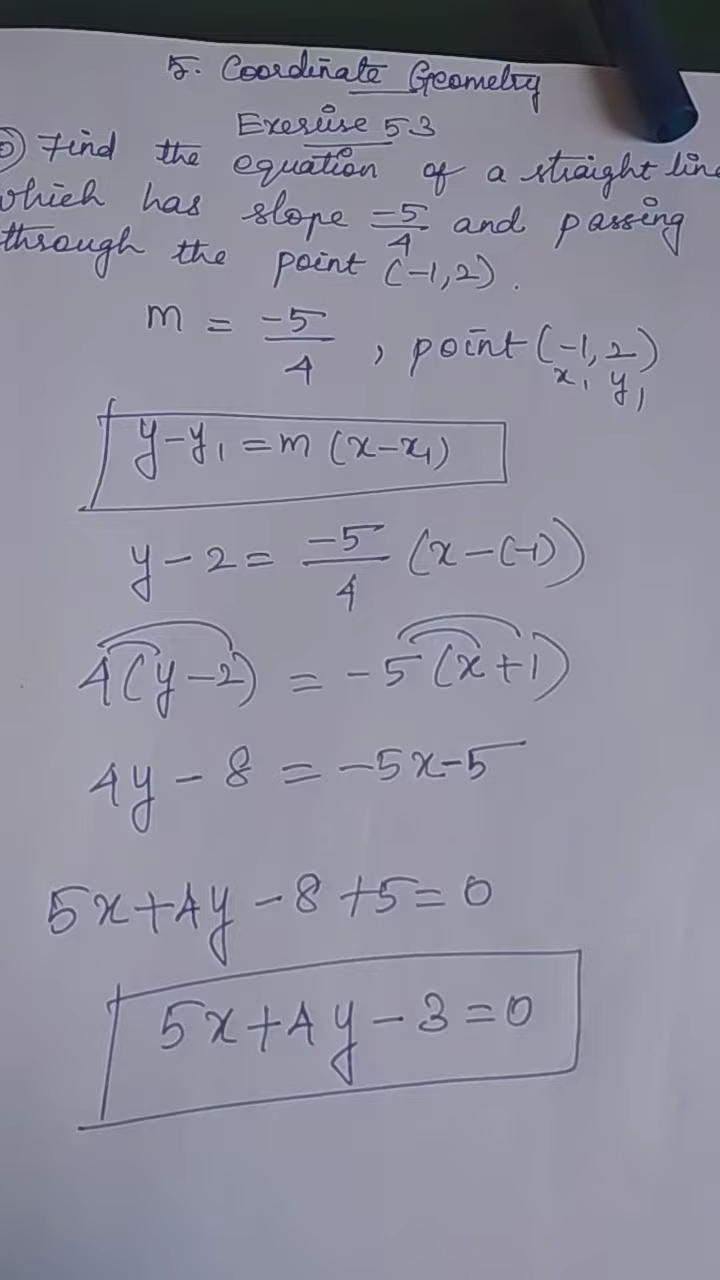 5. Coordinate Geometry
Exersise 5.3
Find the equation of a straight line
which has slope -5/4 and passing
through the point (-1,2).
m = -5/4 , point (-1, 2)
x₁ y₁
y-y₁ = m (x-x₁)
y-2 = -5/4 (x-(-1))
4(y-2) = -5(x+1)
4y - 8 = -5x-5
5x+4y-8+5=0
5x+4y-3=0